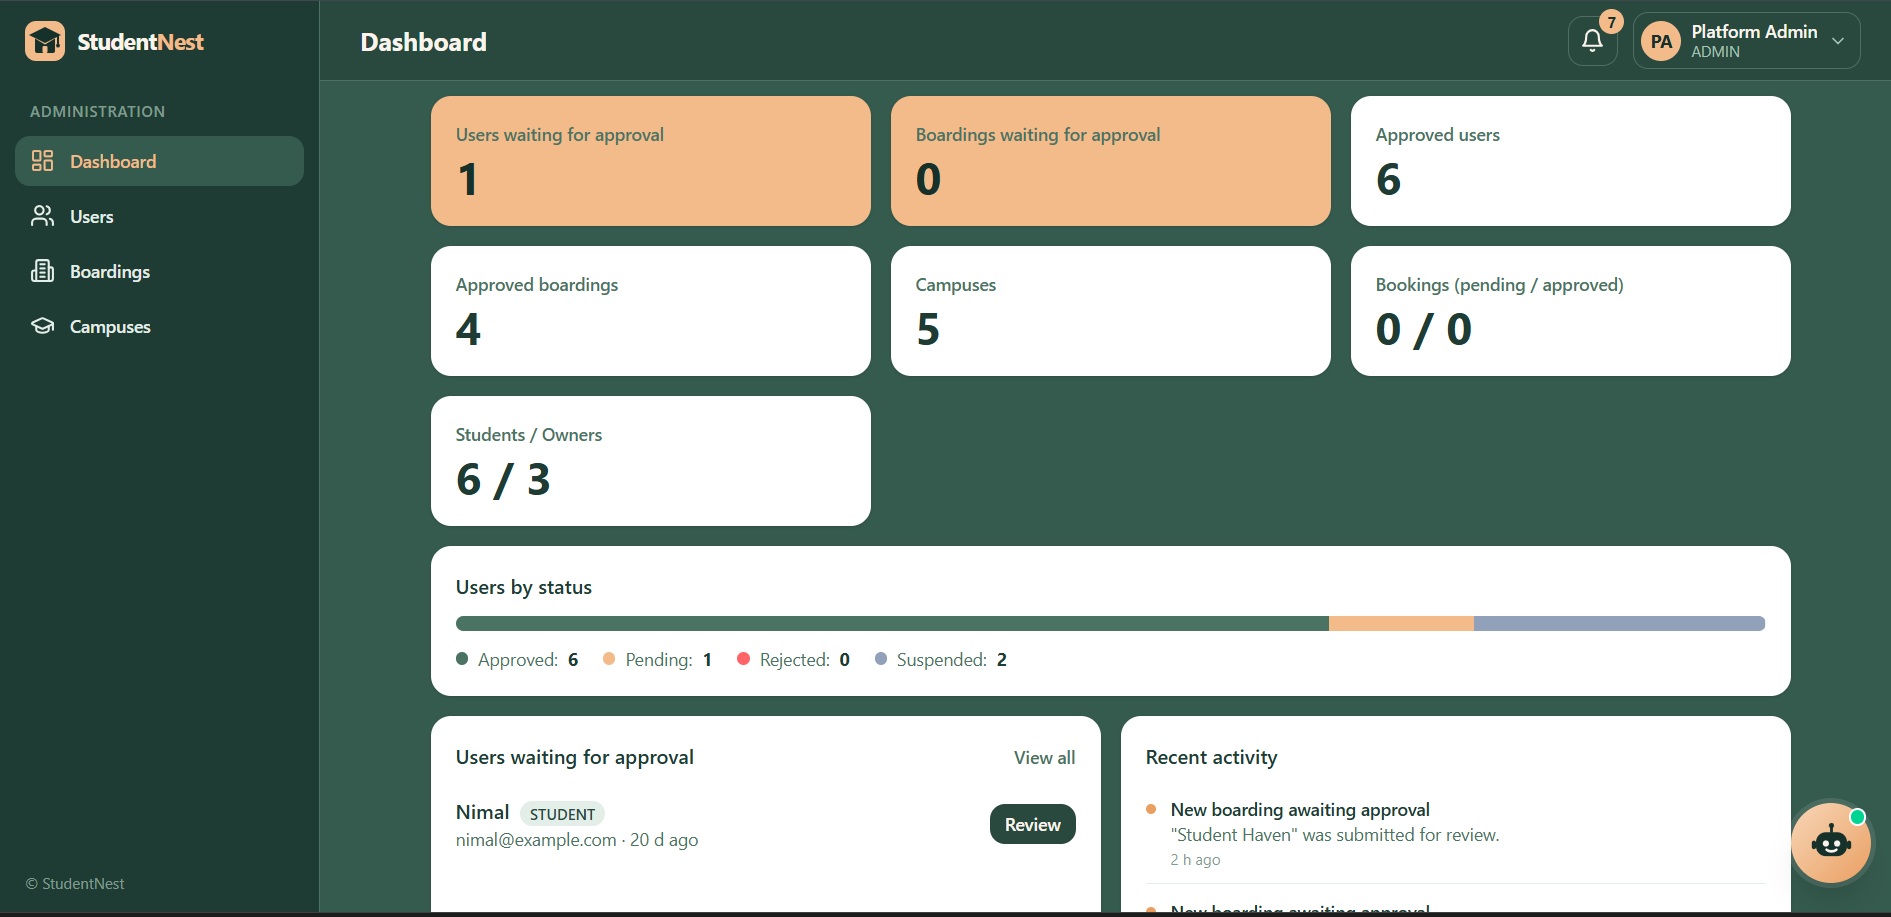 StudentNest
Dashboard
7
PA
Platform Admin
ADMIN
ADMINISTRATION
Dashboard
Users
Boardings
Campuses
© StudentNest
Users waiting for approval
1
Boardings waiting for approval
0
Approved users
6
Approved boardings
4
Campuses
5
Bookings (pending / approved)
0 / 0
Students / Owners
6 / 3
Users by status
Approved: 6 Pending: 1 Rejected: 0 Suspended: 2
Users waiting for approval View all
Nimal STUDENT
nimal@example.com · 20 d ago
Review
Recent activity
New boarding awaiting approval
"Student Haven" was submitted for review.
2 h ago
New boarding awaiting approval